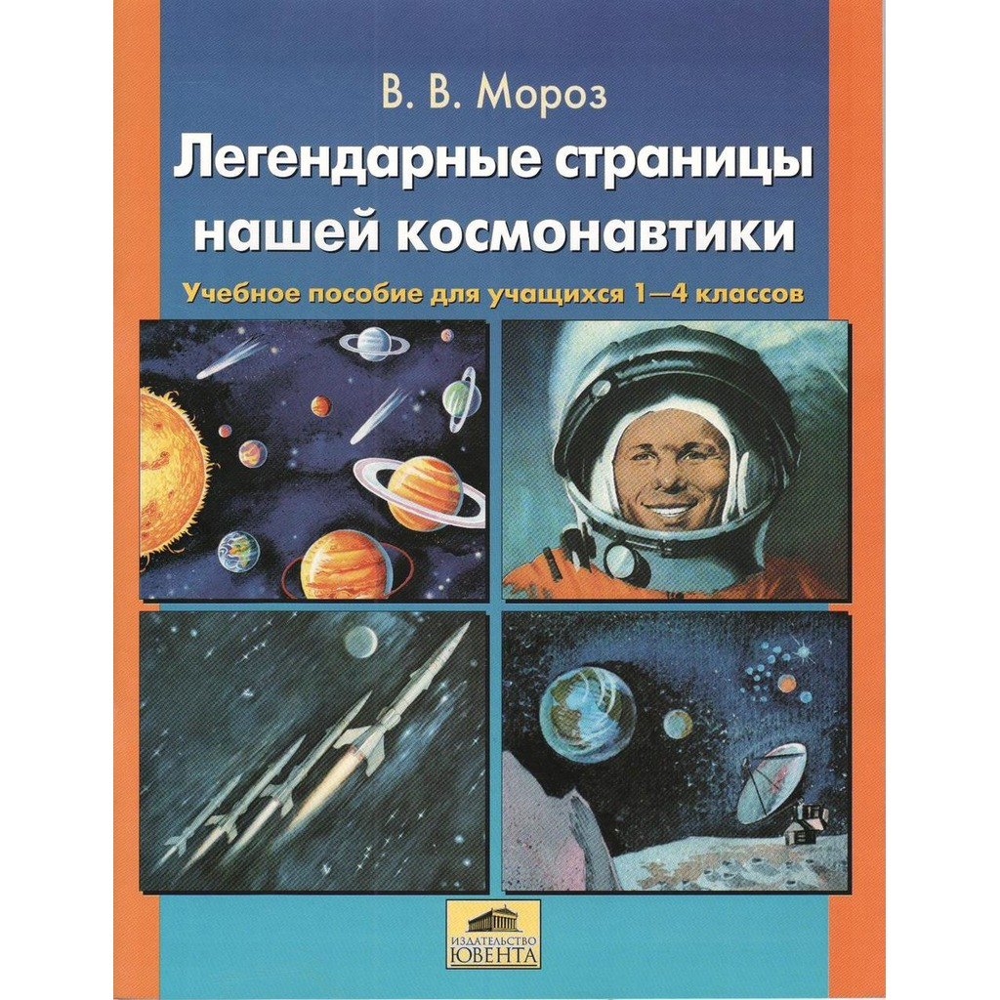 В. В. Мороз
Легендарные страницы
нашей космонавтики
Учебное пособие для учащихся 1—4 классов
ИЗДАТЕЛЬСТВО
ЮВЕНТА